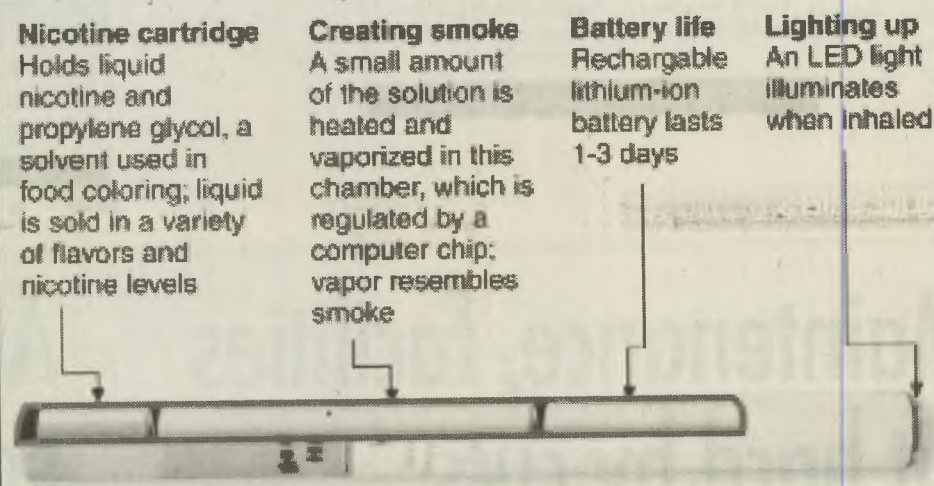 Nicotine cartridge
Holds liquid
nicotine and
propylene glycol, a
solvent used in
food coloring; liquid
is sold in a variety
of flavors and
nicotine levels
Creating smoke
A small amount
of the solution is
heated and
vaporized in this
chamber, which is
regulated by a
computer chip;
vapor resembles
smoke
Battery life
Rechargable
lithium-ion
battery lasts
1-3 days
Lighting up
An LED light
illuminates
when inhaled